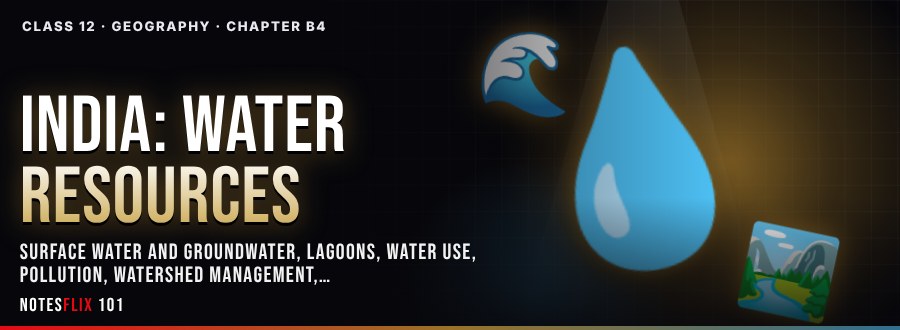 CLASS 12 · GEOGRAPHY · CHAPTER B4
INDIA: WATER
RESOURCES
SURFACE WATER AND GROUNDWATER, LAGOONS, WATER USE,
POLLUTION, WATERSHED MANAGEMENT,...
NOTESFLIX 101